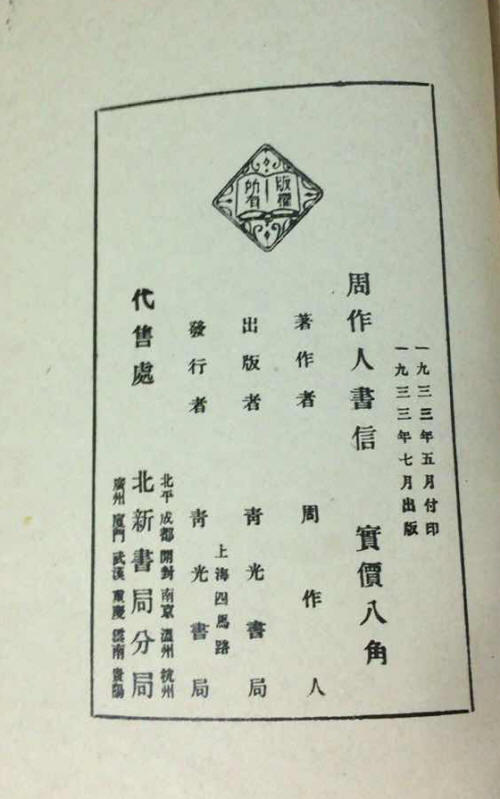 版權
所有
一九三三年五月付印
一九三三年七月出版
周作人書信 實價八角
著作者 周作人
出版者 青光書局
上海四馬路
發行者 青光書局
代售處
北平 成都 開封 南京 溫州 杭州
北新書局分局
廣州 廈門 武漢 重慶 雲南 貴陽